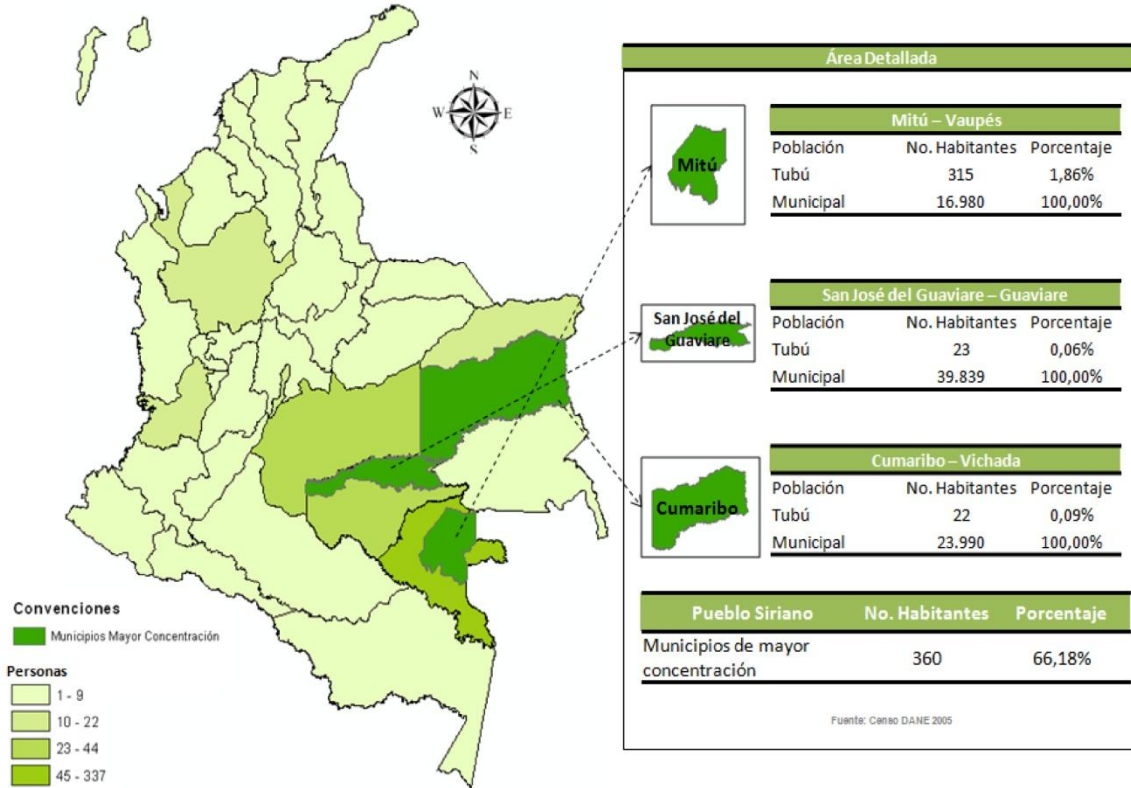 N
W E
S
Convenciones
Municipios Mayor Concentración
Personas
1 - 9
10 - 22
23 - 44
45 - 337
Área Detallada
Mitú
Mitú – Vaupés
Población No. Habitantes Porcentaje
Tubú 315 1,86%
Municipal 16.980 100,00%
San José del
Guaviare
San José del Guaviare – Guaviare
Población No. Habitantes Porcentaje
Tubú 23 0,06%
Municipal 39.839 100,00%
Cumaribo
Cumaribo – Vichada
Población No. Habitantes Porcentaje
Tubú 22 0,09%
Municipal 23.990 100,00%
Pueblo Siriano No. Habitantes Porcentaje
Municipios de mayor
concentración 360 66,18%
Fuente: Censo DANE 2005